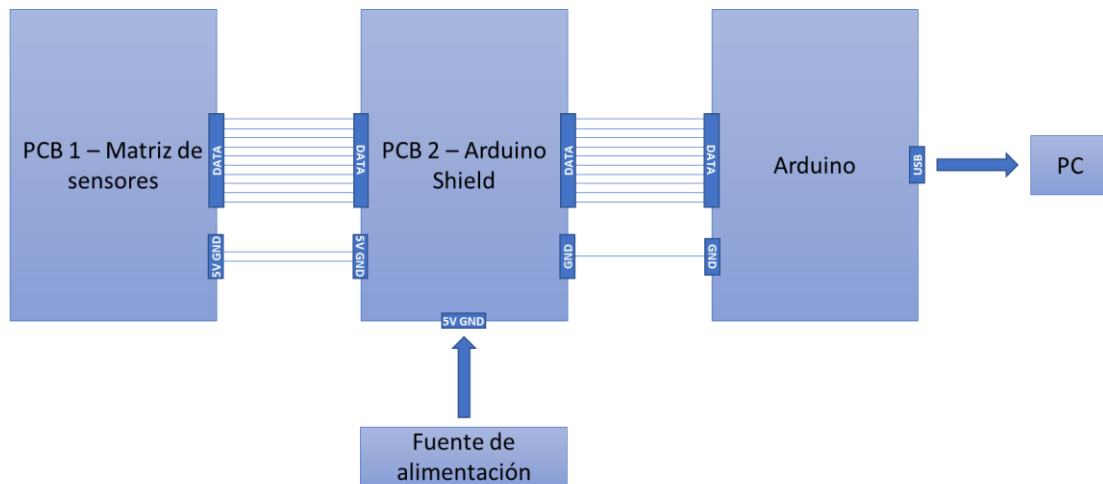 PCB 1 – Matriz de
sensores
DATA
5V GND
DATA
5V GND
PCB 2 – Arduino
Shield
DATA
GND
5V GND
DATA
GND
Arduino
USB
PC
Fuente de
alimentación